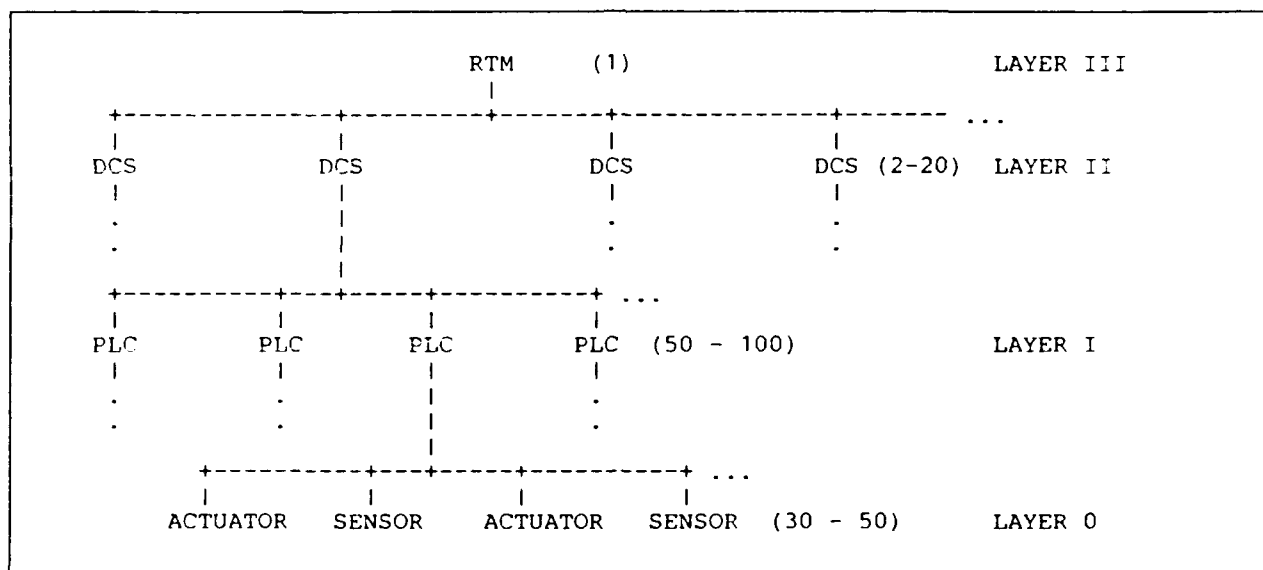 RTM (1) LAYER III
...
DCS DCS DCS DCS (2-20) LAYER II
...
PLC PLC PLC PLC (50 - 100) LAYER I
...
ACTUATOR SENSOR ACTUATOR SENSOR (30 - 50) LAYER 0